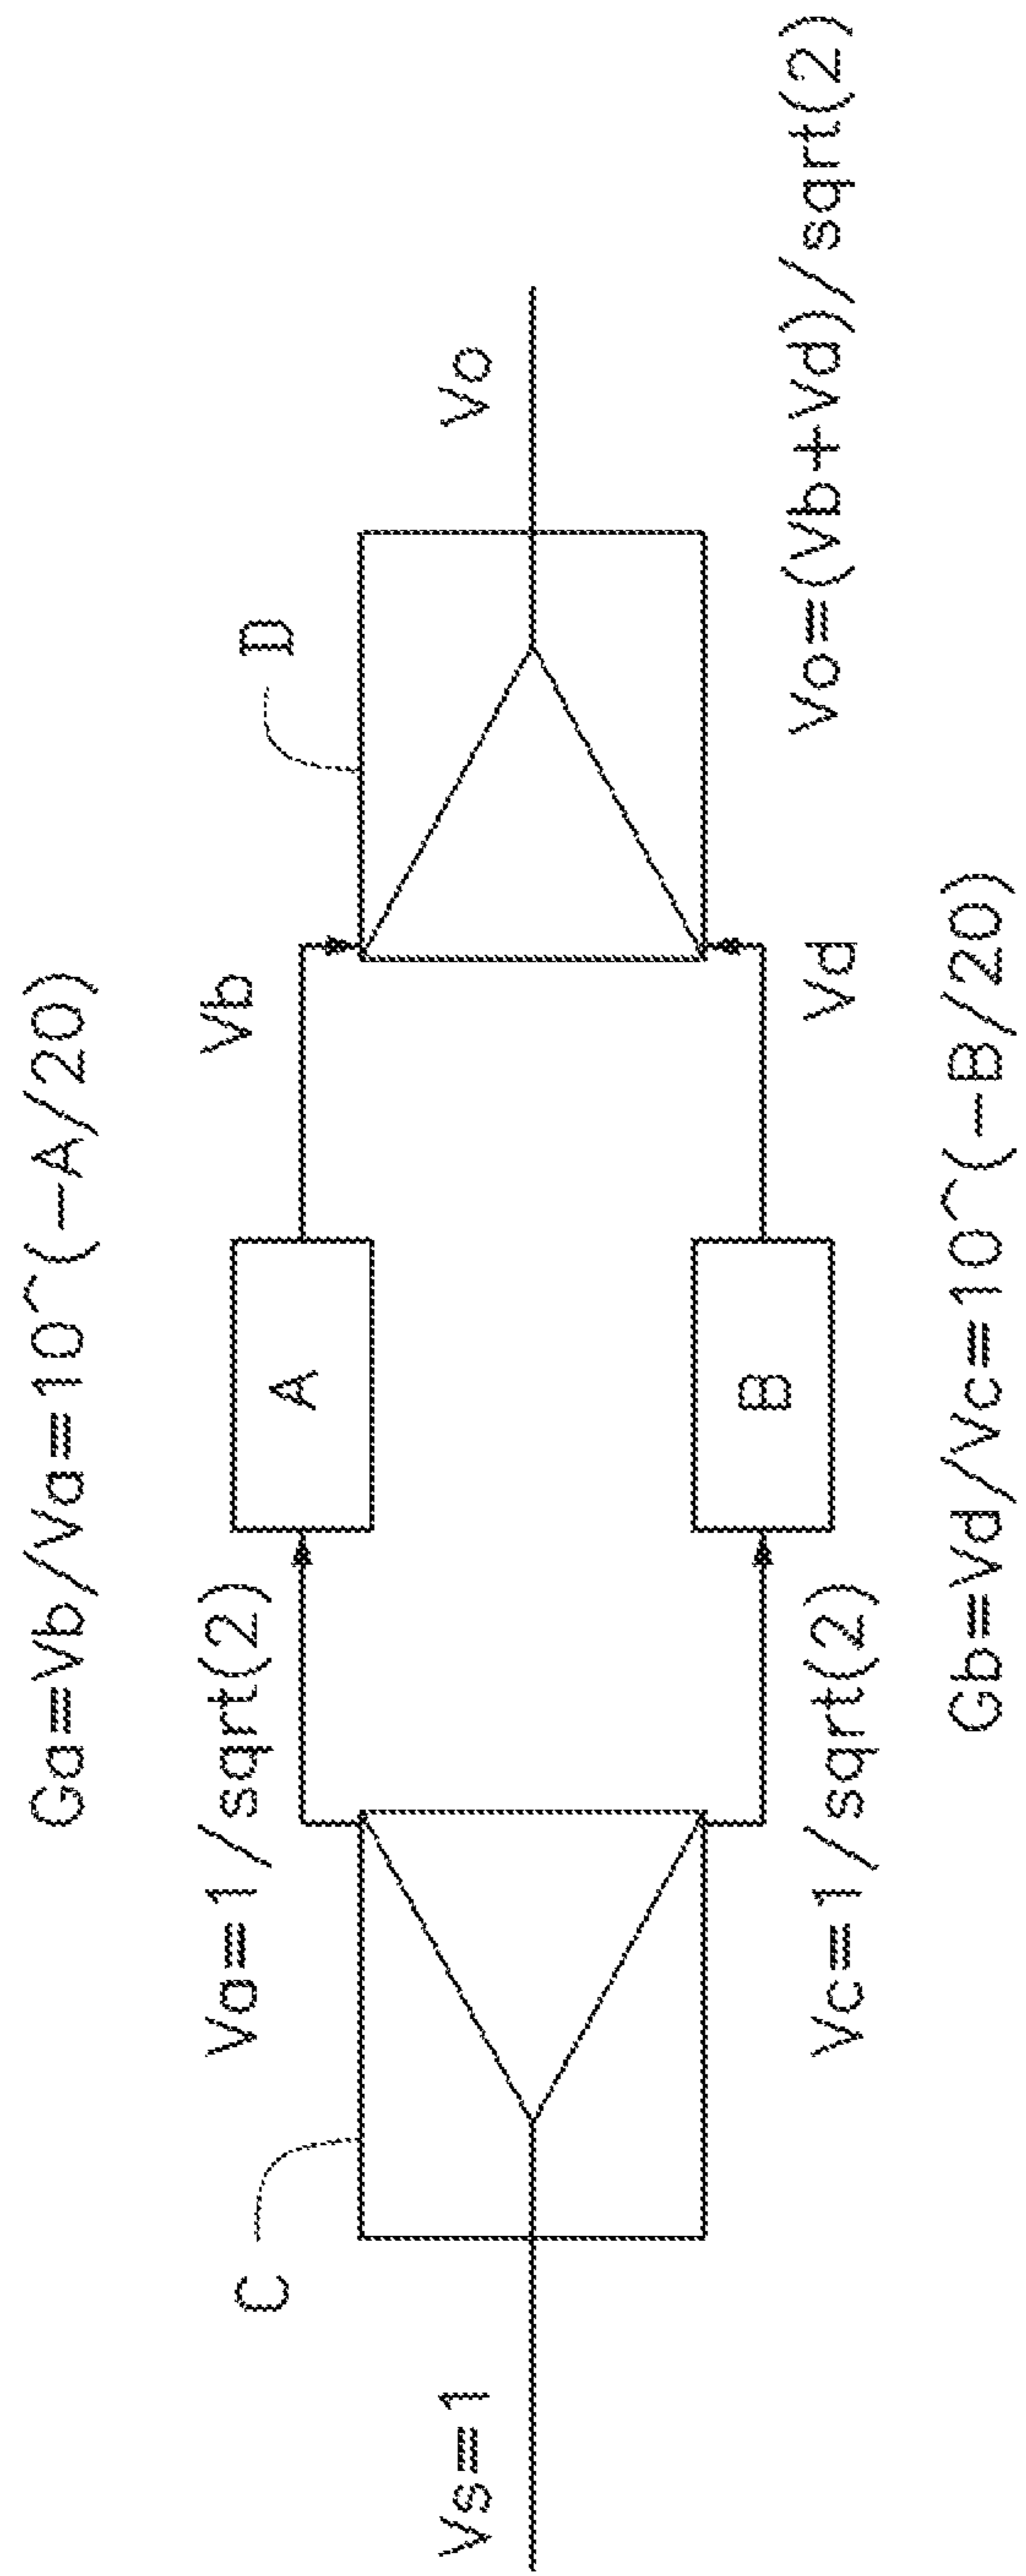 Ga=Vb/Va=10^(-A/20)
C
Va=1/sqrt(2)
A
Vb
D
Vs=1
Vo
B
Vc=1/sqrt(2)
Vd
Vo=(Vb+Vd)/sqrt(2)
Gb=Vd/Vc=10^(-B/20)